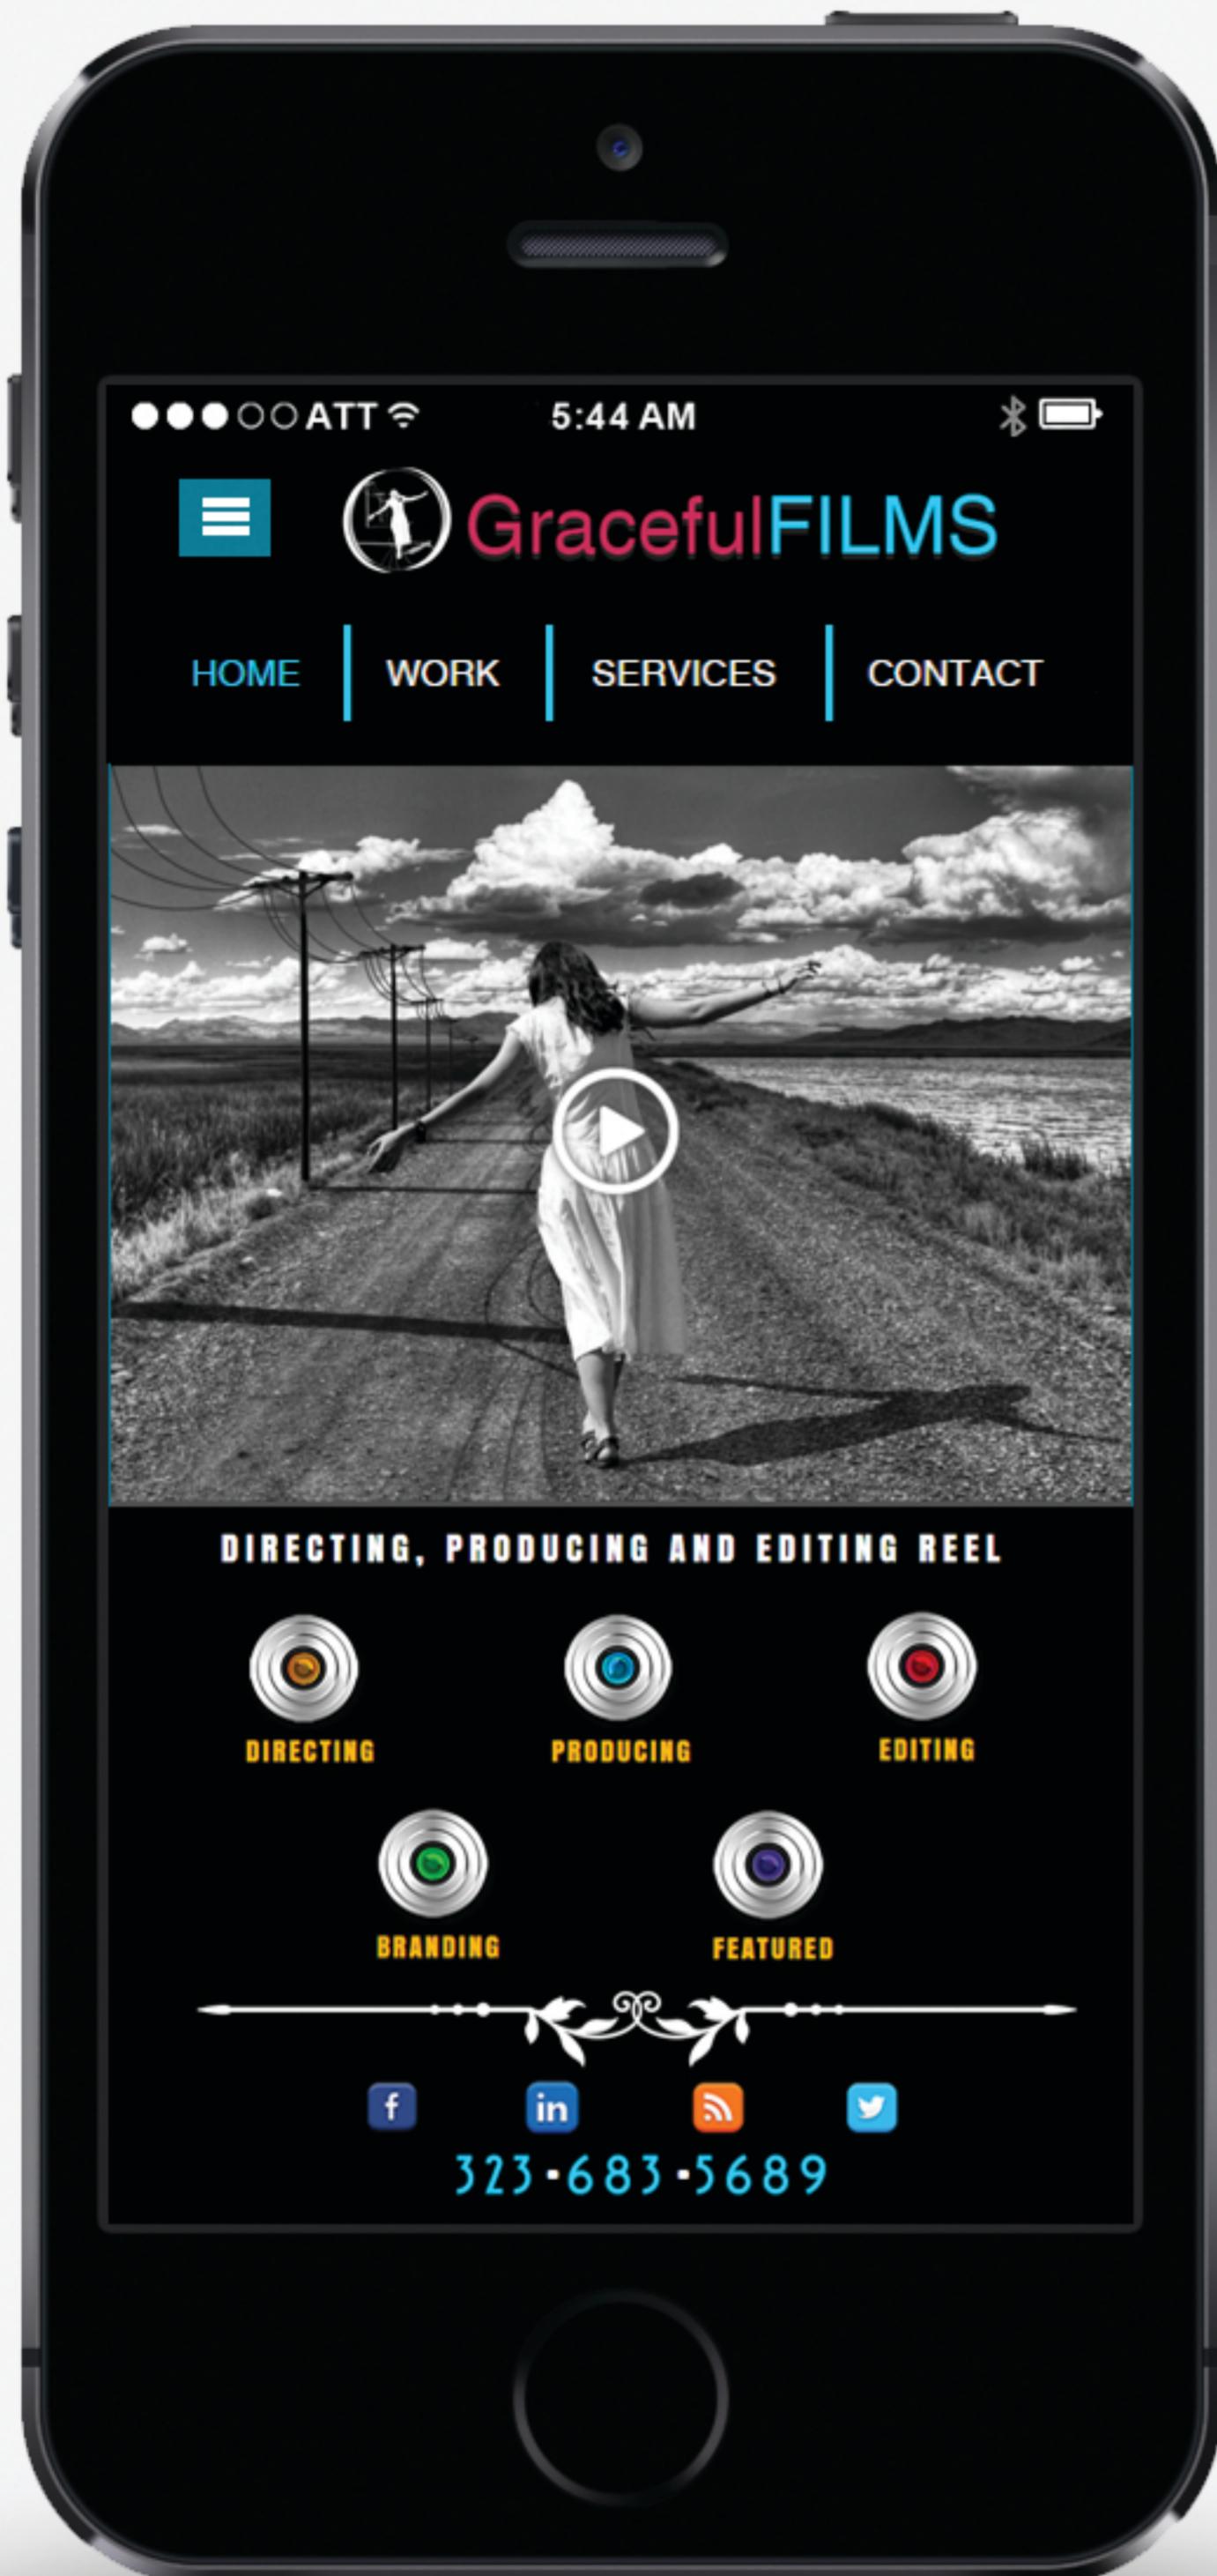 ATT 5:44 AM
GracefulFILMS
HOME WORK SERVICES CONTACT
DIRECTING, PRODUCING AND EDITING REEL
DIRECTING PRODUCING EDITING
BRANDING FEATURED
f in
323-683-5689